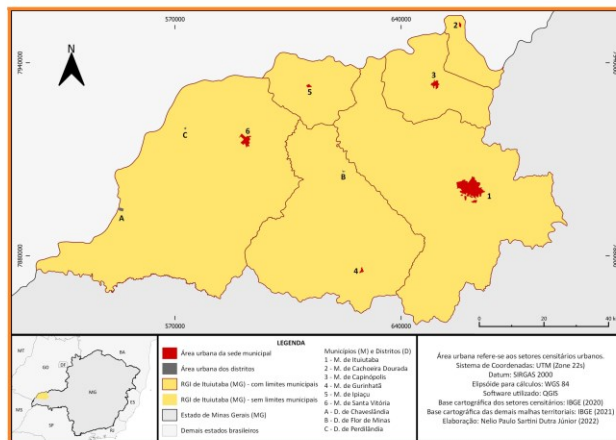 570000
640000
7940000
7940000
N
2
3
5
C
6
B
1
A
4
7880000
7880000
570000
640000
0
20
40 km
LEGENDA
Área urbana da sede municipal
Área urbana dos distritos
RGI de Ituiutaba (MG) - com limites municipais
RGI de Ituiutaba (MG) - sem limites municipais
Estado de Minas Gerais (MG)
Demais estados brasileiros
Municípios (M) e Distritos (D)
1 - M. de Ituiutaba
2 - M. de Cachoeira Dourada
3 - M. de Capinópolis
4 - M. de Gurinhatã
5 - M. de Ipiaçu
6 - M. de Santa Vitória
A - D. de Chaveslândia
B - D. de Flor de Minas
C - D. de Perdilândia
Área urbana refere-se aos setores censitários urbanos.
Sistema de Coordenadas: UTM (Zone 22s)
Datum: SIRGAS 2000
Elipsóide para cálculos: WGS 84
Software utilizado: QGIS
Base cartográfica dos setores censitários: IBGE (2020)
Base cartográfica das demais malhas territoriais: IBGE (2021)
Elaboração: Nelio Paulo Sartini Dutra Júnior (2022)
MT
GO
DF
BA
MG
ES
MS
SP
RJ